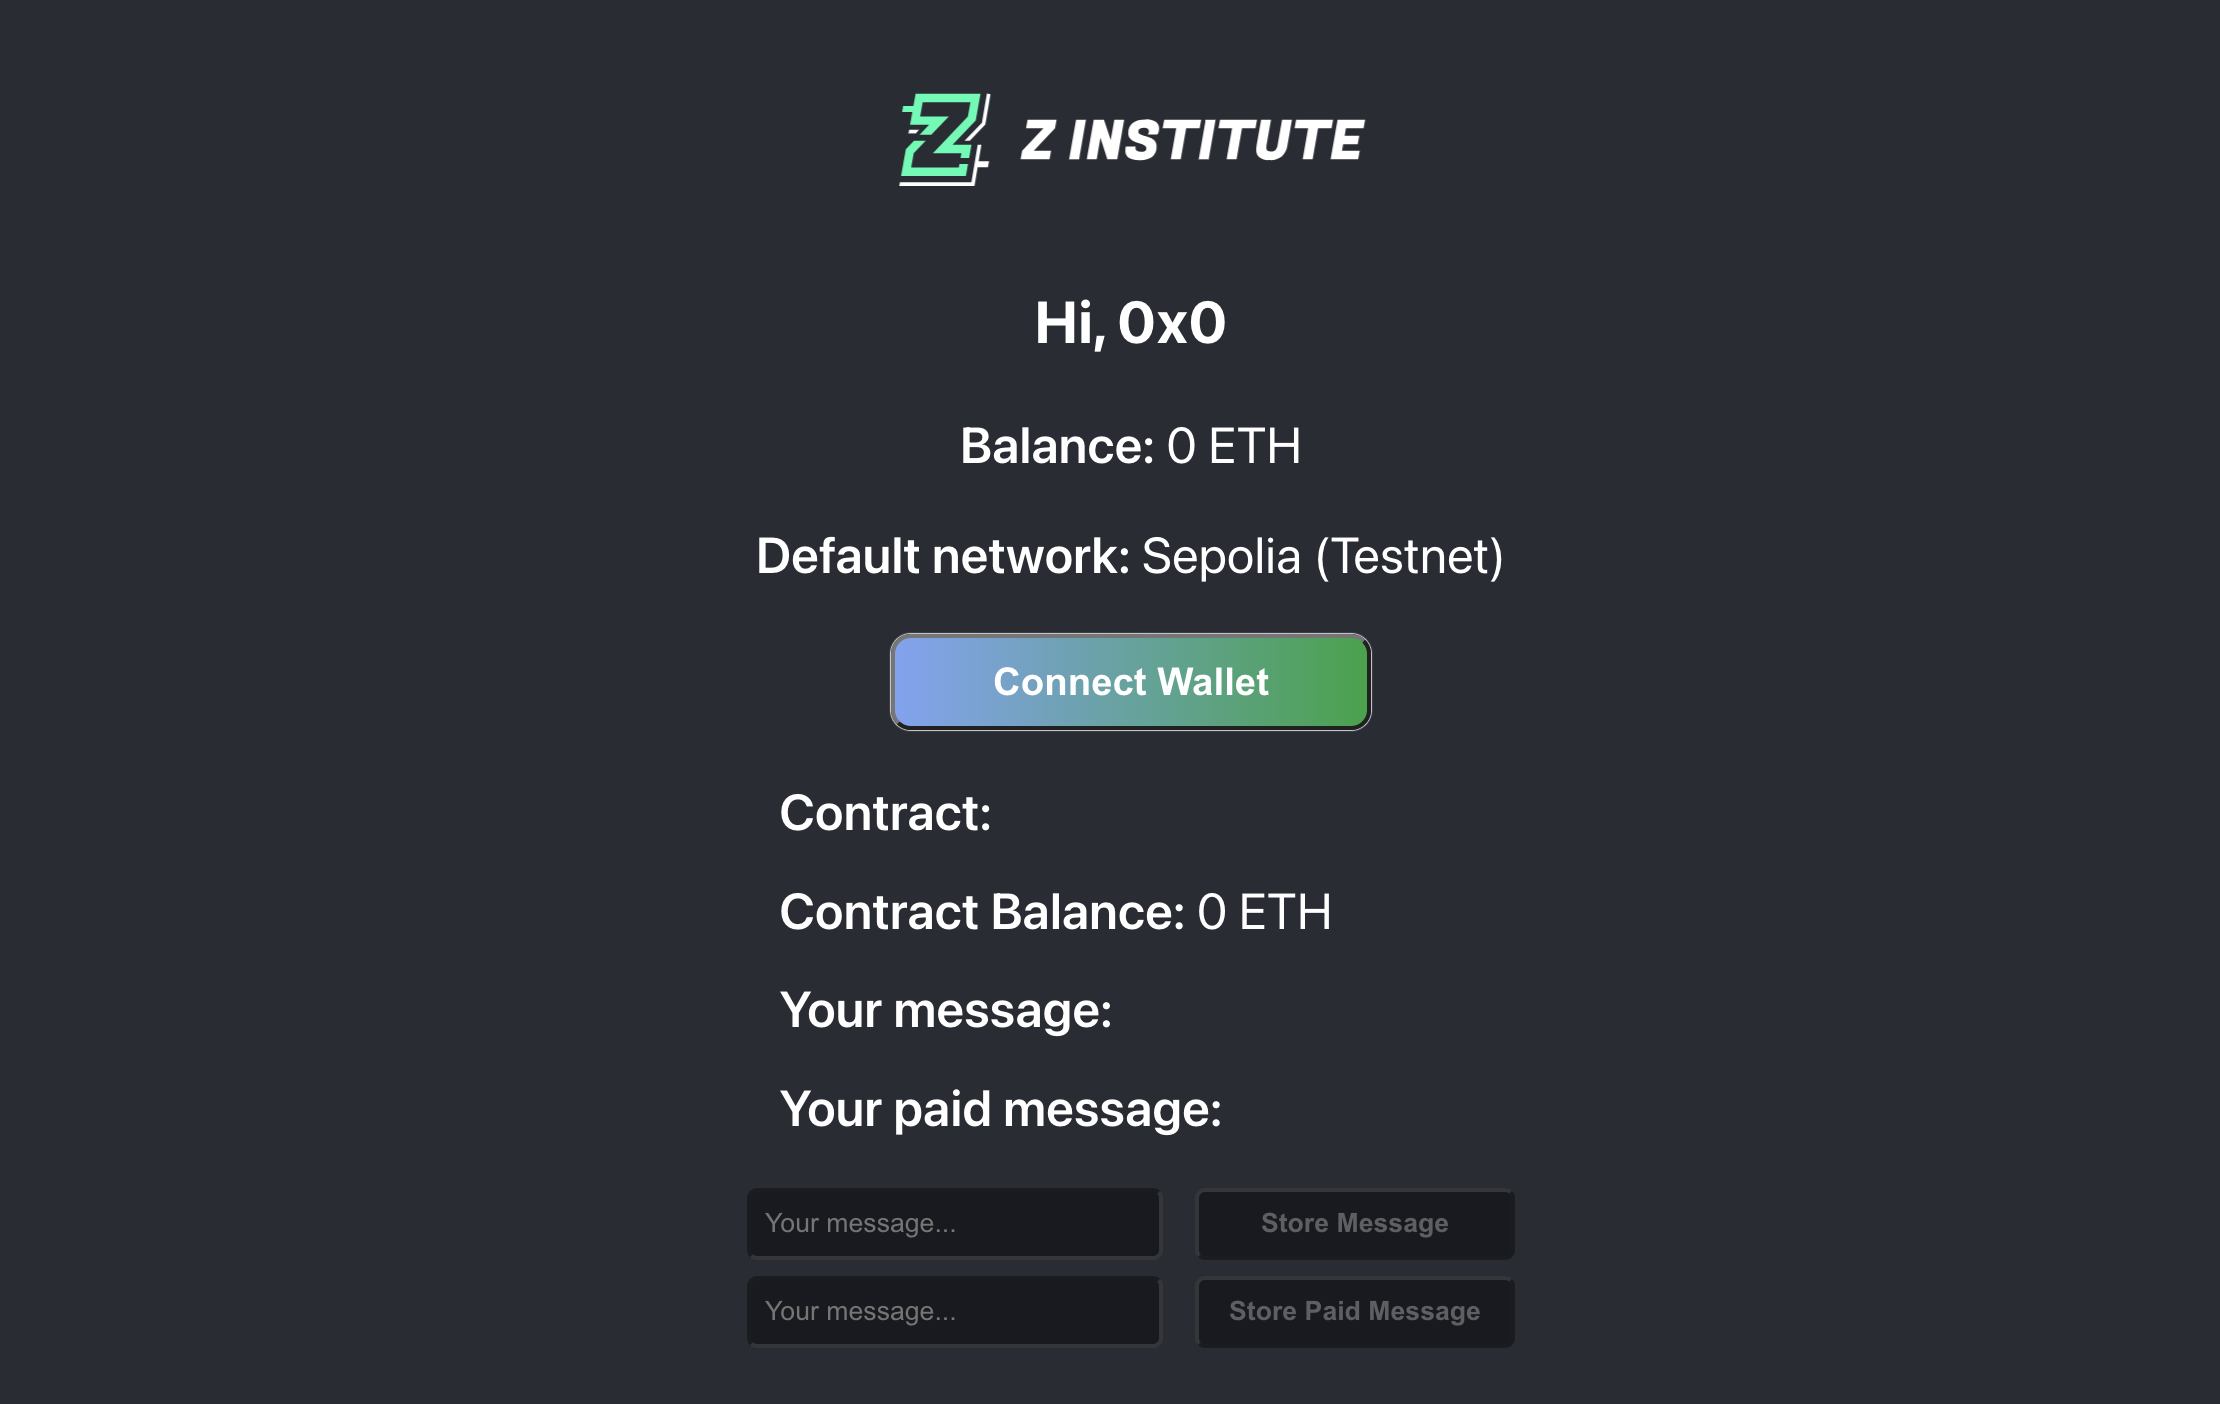 Z INSTITUTE
Hi, 0x0
Balance: 0 ETH
Default network: Sepolia (Testnet)
Connect Wallet
Contract:
Contract Balance: 0 ETH
Your message:
Your paid message:
Your message... Store Message
Your message... Store Paid Message